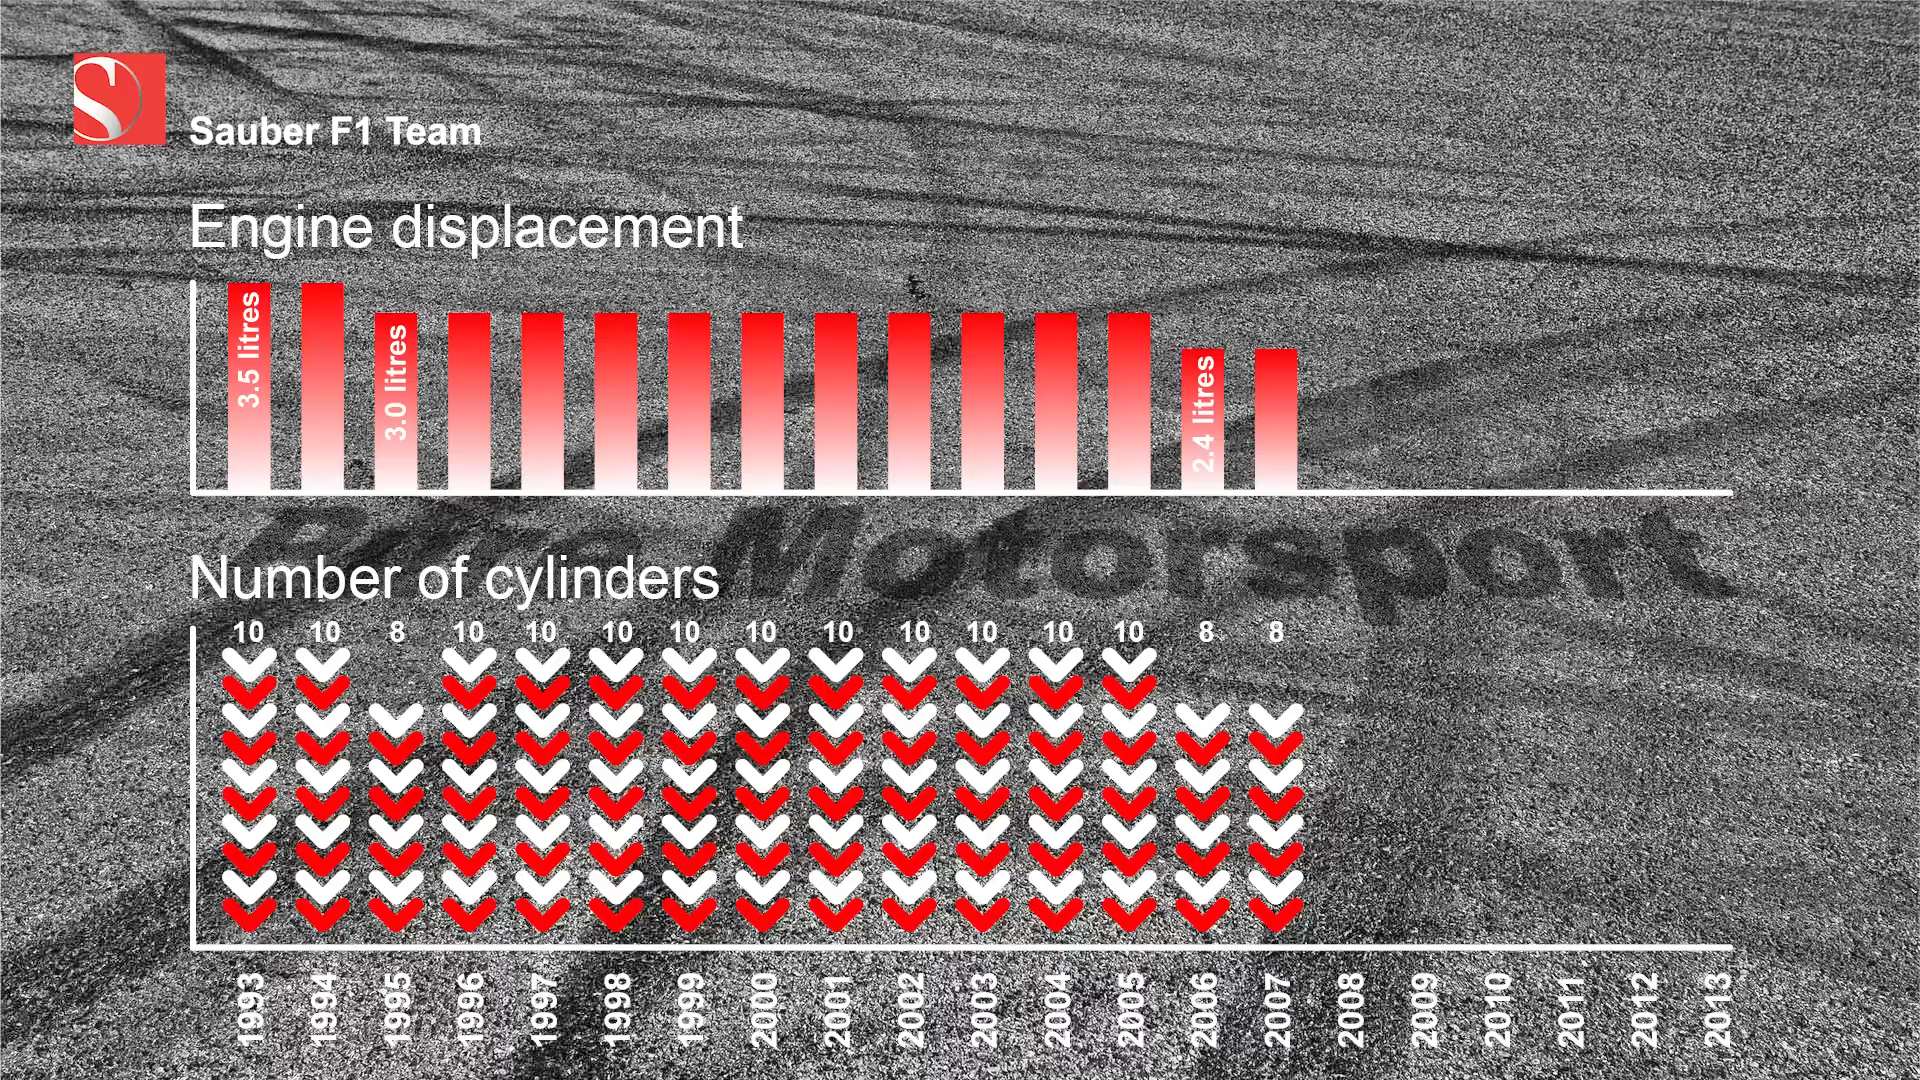 S
Sauber F1 Team
Engine displacement
3.5 litres
3.0 litres
2.4 litres
Pure Motorsport
Number of cylinders
10 10 8 10 10 10 10 10 10 10 10 10 10 8 8
1993 1994 1995 1996 1997 1998 1999 2000 2001 2002 2003 2004 2005 2006 2007 2008 2009 2010 2011 2012 2013